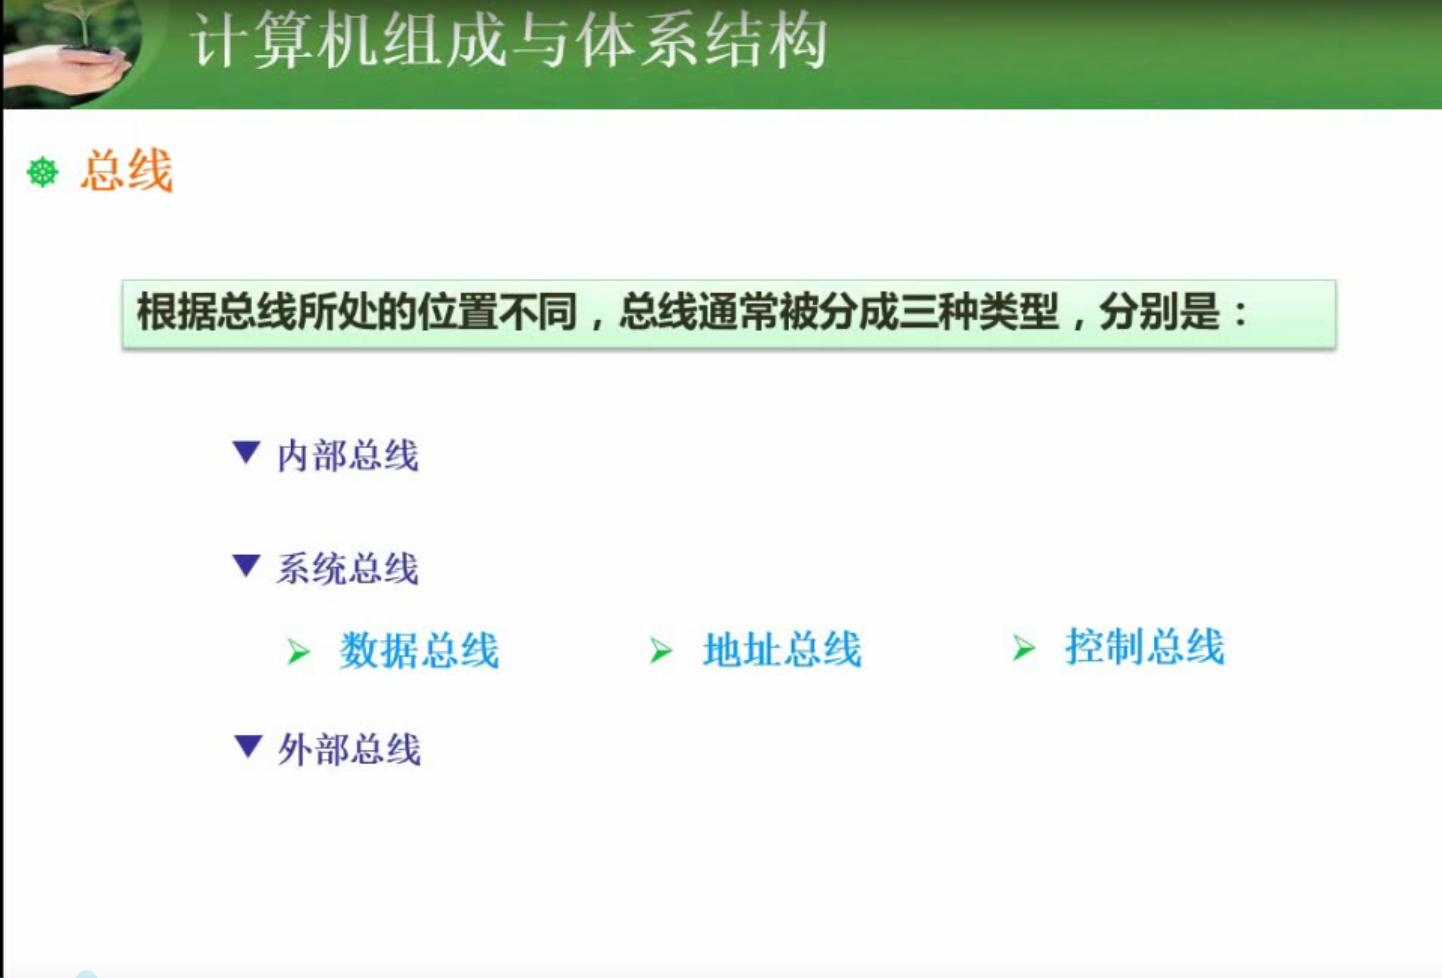 计算机组成与体系结构
总线
根据总线所处的位置不同，总线通常被分成三种类型，分别是：
内部总线
系统总线
数据总线 地址总线 控制总线
外部总线